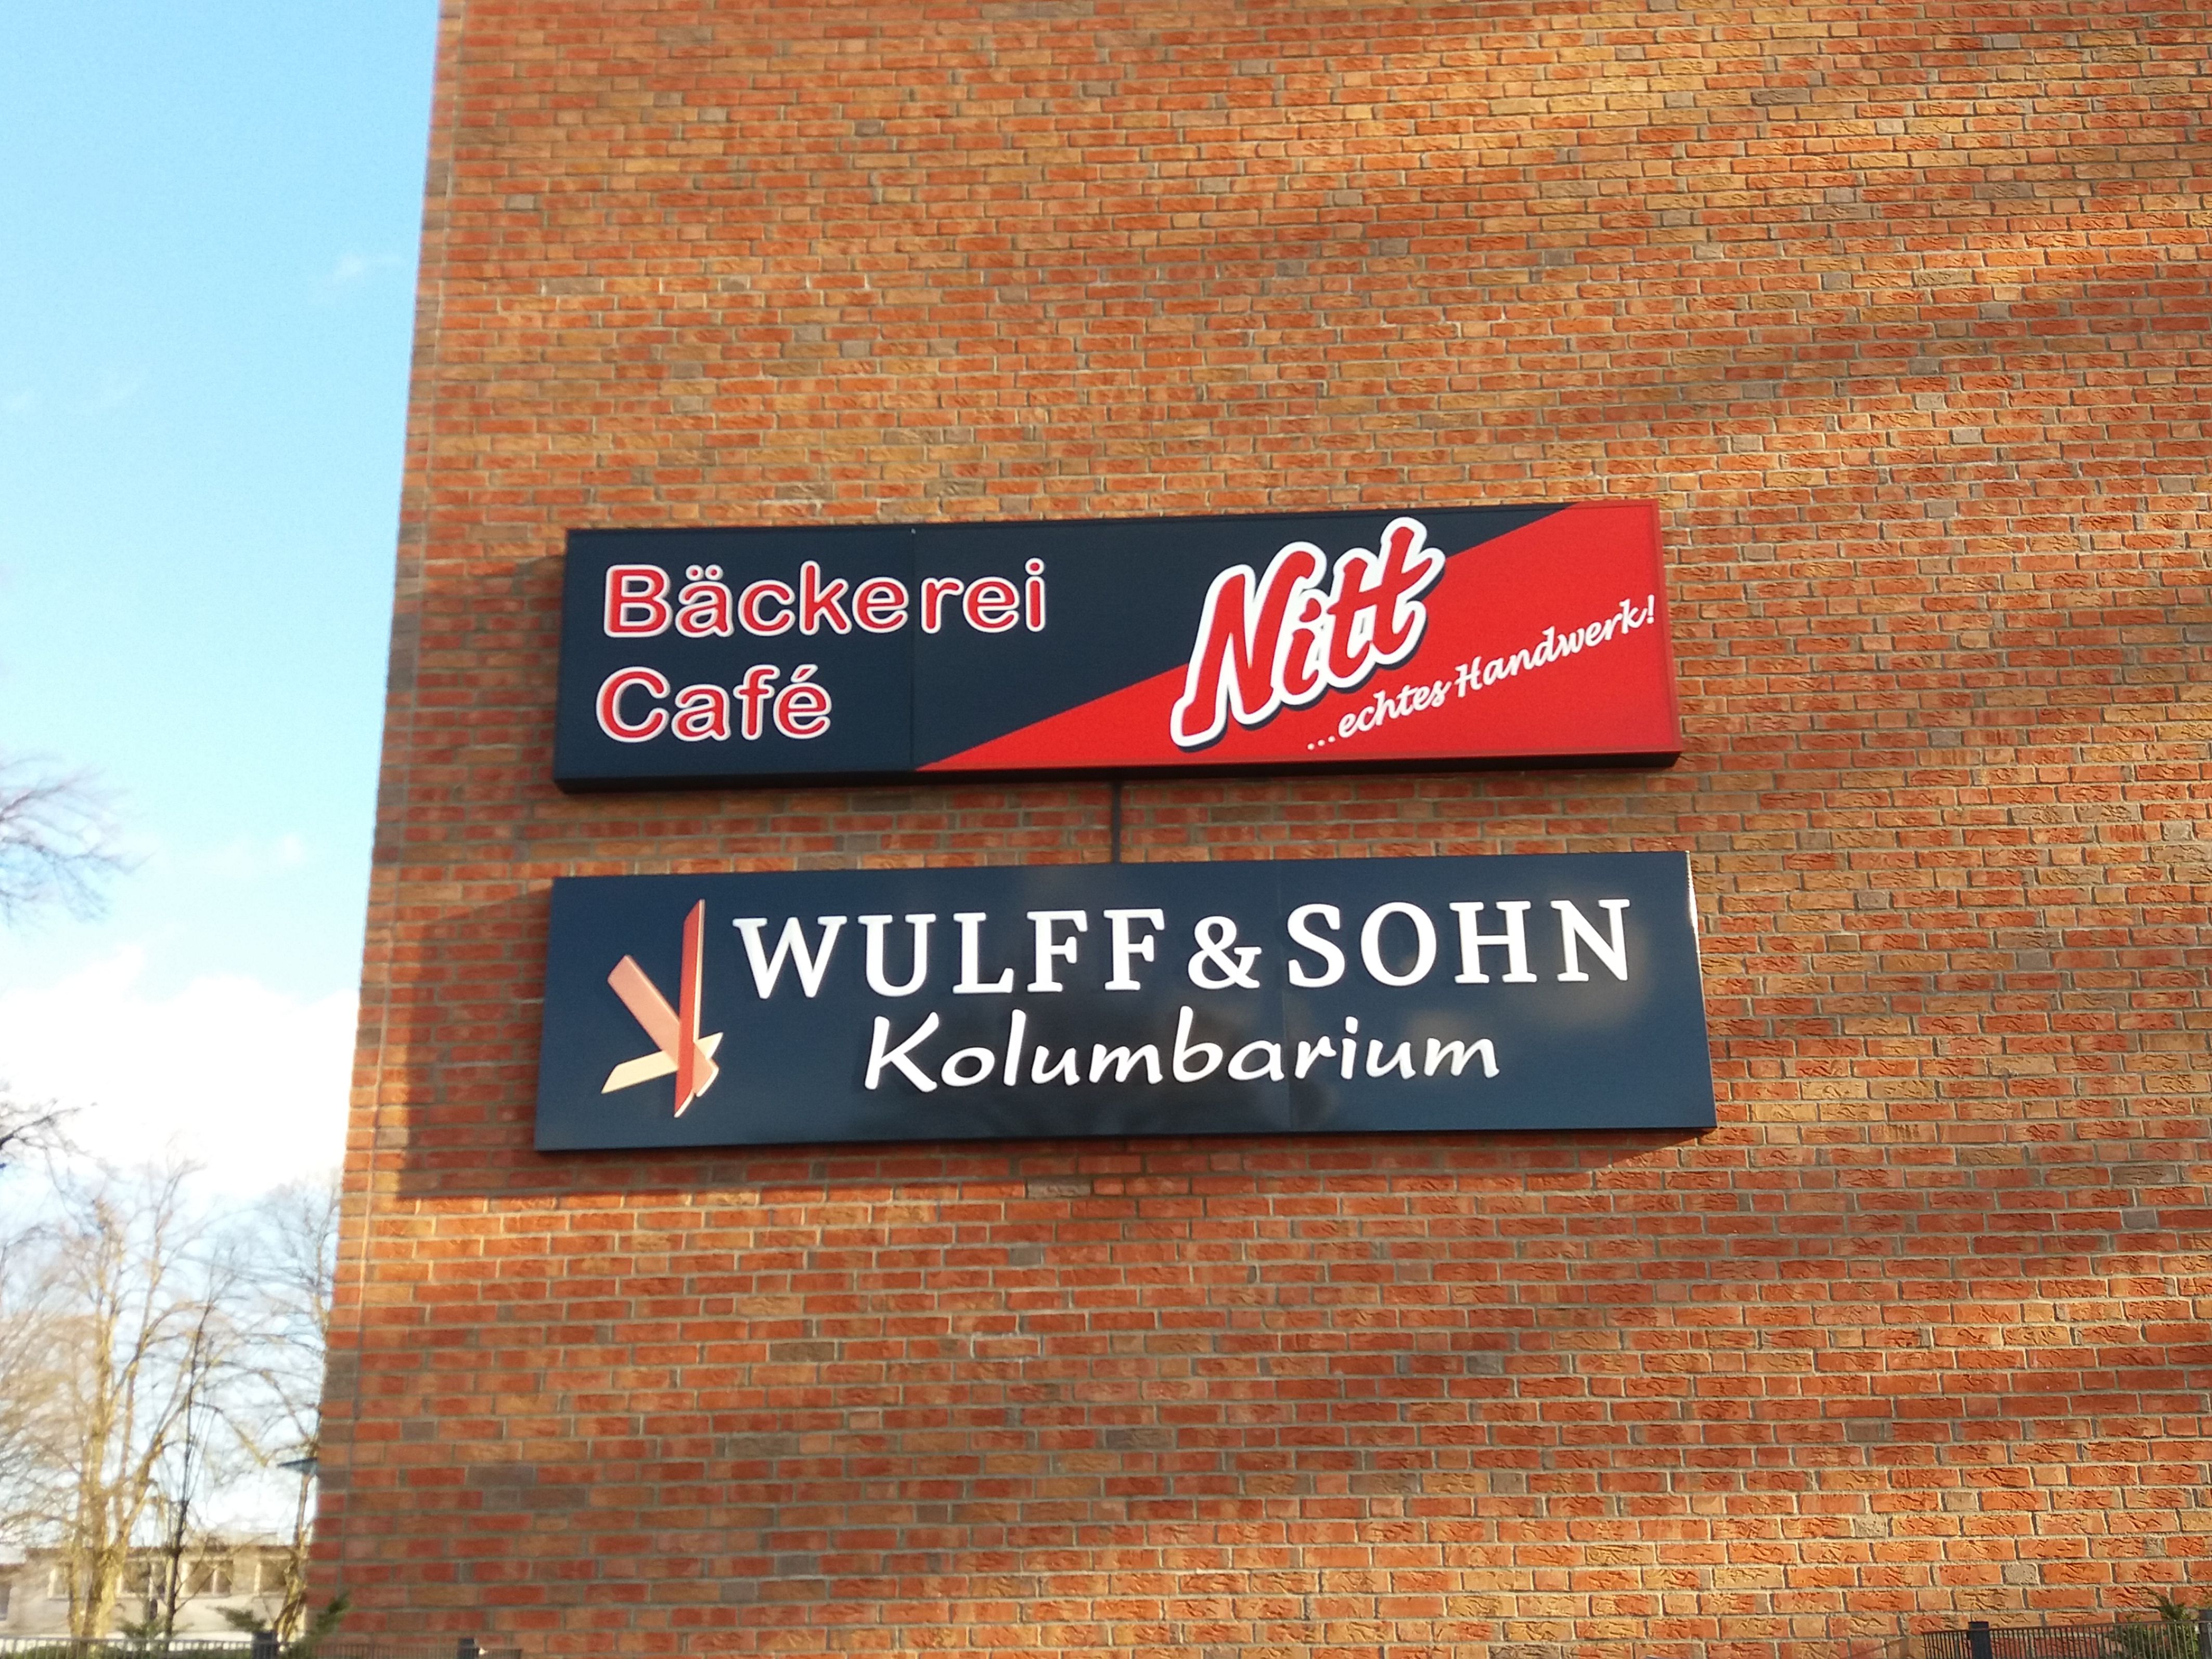 Bäckerei
Café
Nitt
...echtes Handwerk!
WULFF & SOHN
Kolumbarium